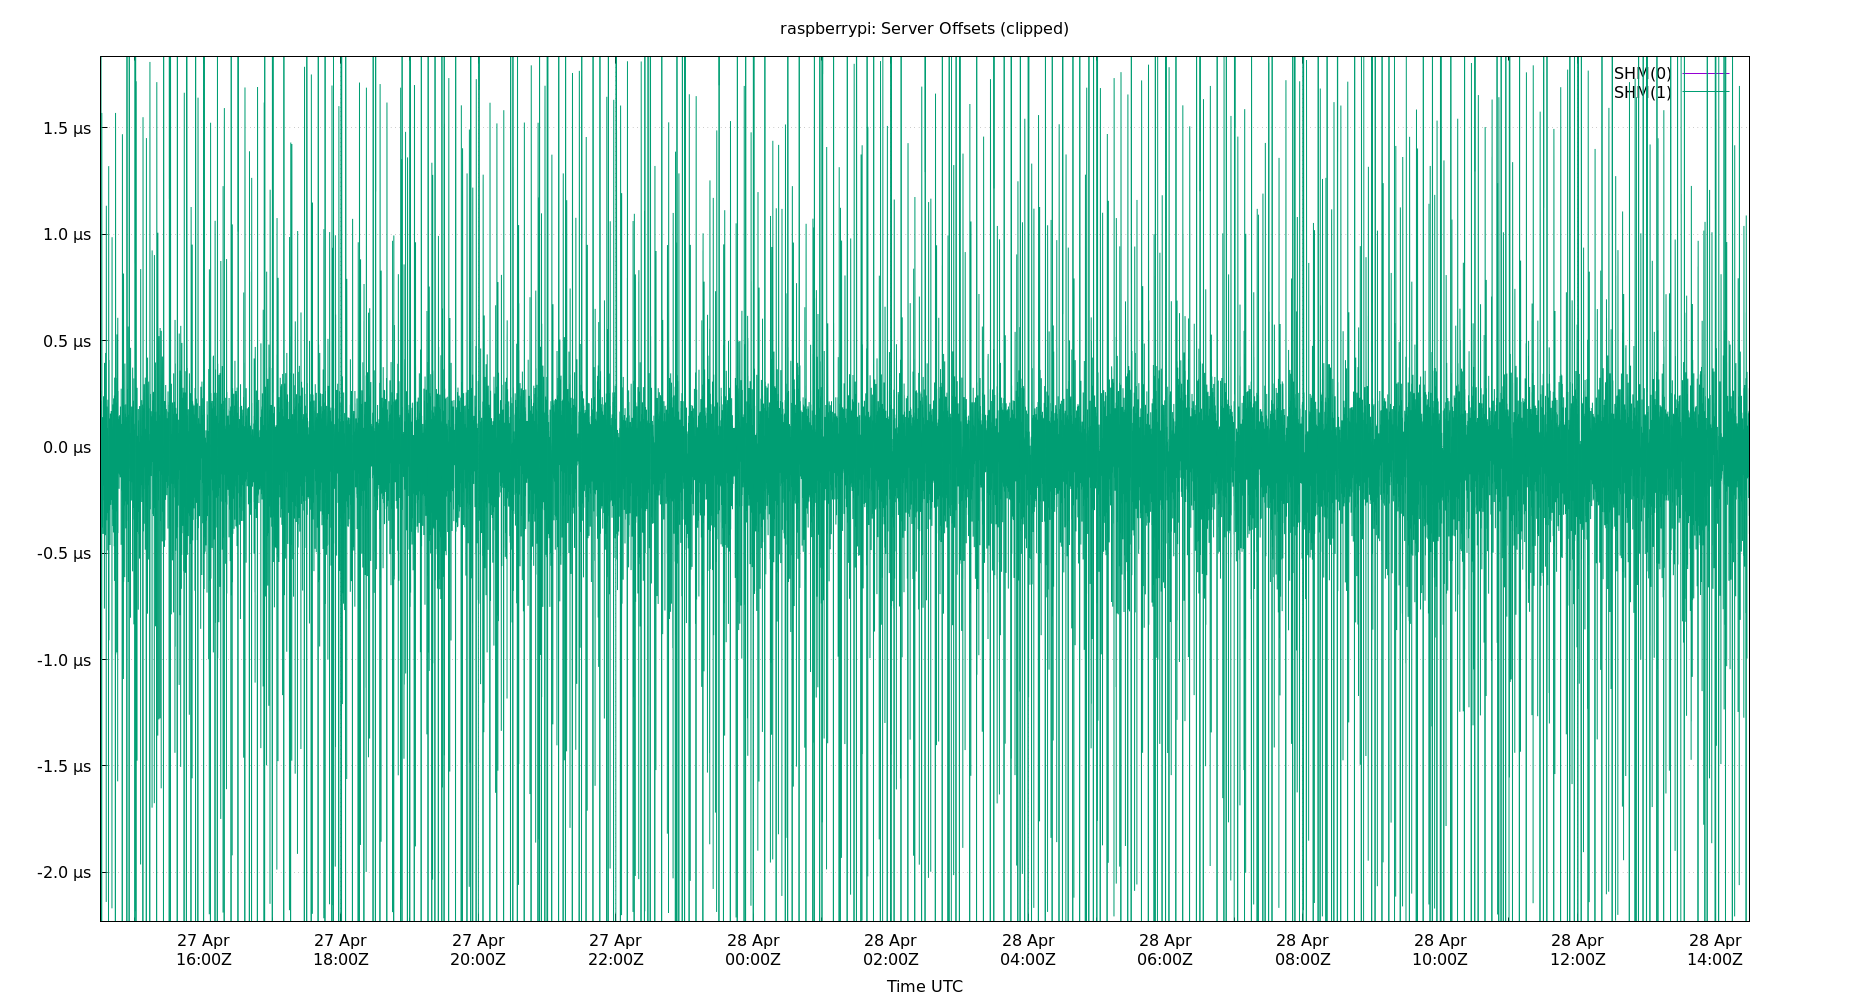 raspberrypi: Server Offsets (clipped)
SHM(0)
SHM(1)
1.5 µs
1.0 µs
0.5 µs
0.0 µs
-0.5 µs
-1.0 µs
-1.5 µs
-2.0 µs
27 Apr 27 Apr 27 Apr 27 Apr 28 Apr 28 Apr 28 Apr 28 Apr 28 Apr 28 Apr 28 Apr 28 Apr
16:00Z 18:00Z 20:00Z 22:00Z 00:00Z 02:00Z 04:00Z 06:00Z 08:00Z 10:00Z 12:00Z 14:00Z
Time UTC